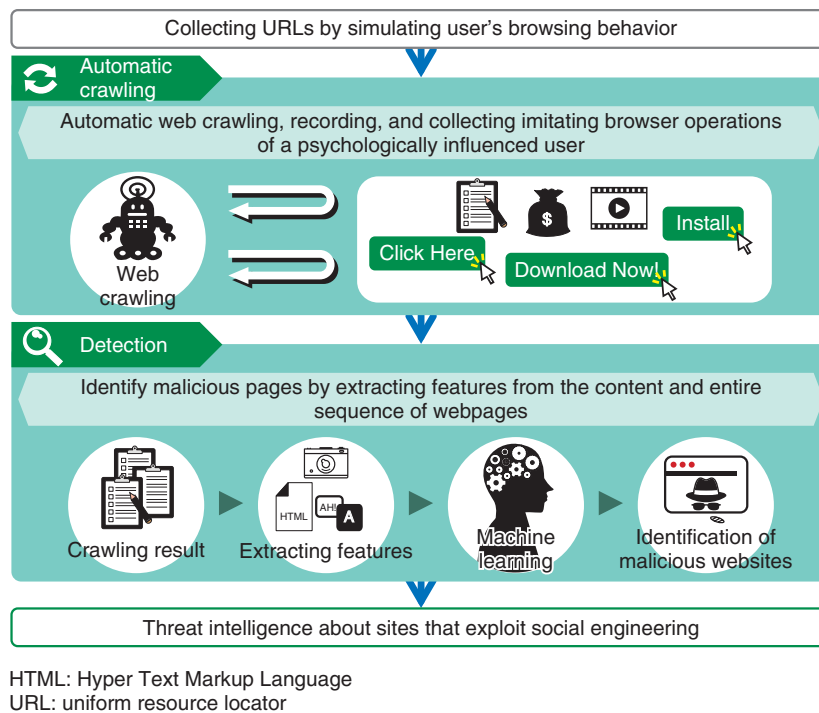 Collecting URLs by simulating user's browsing behavior
Automatic
crawling
Automatic web crawling, recording, and collecting imitating browser operations
of a psychologically influenced user
Web
crawling
$
Install
Click Here
Download Now!
Detection
Identify malicious pages by extracting features from the content and entire
sequence of webpages
HTML
AH!
A
Crawling result
Extracting features
Machine
learning
Identification of
malicious websites
Threat intelligence about sites that exploit social engineering
HTML: Hyper Text Markup Language
URL: uniform resource locator